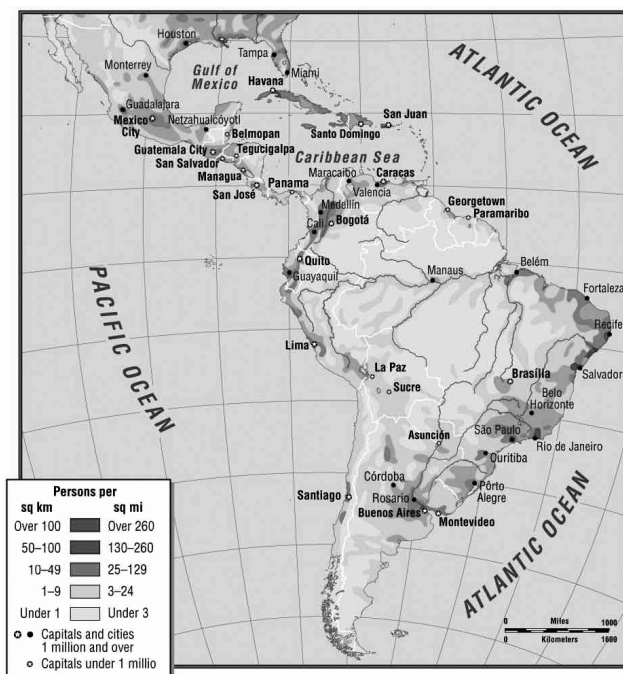 Houston
Tampa
Monterrey
Gulf of
Mexico
Miami
Havana
ATLANTIC OCEAN
Guadalajara
Mexico
City
Netzahualcóyotl
Belmopan
San Juan
Santo Domingo
Guatemala City
Tegucigalpa
San Salvador
Caribbean Sea
Managua
Maracaibo
Caracas
San José
Panama
Valencia
Georgetown
Paramaribo
Medellín
Cali
Bogotá
Quito
Guayaquil
Manaus
Belém
Fortaleza
Recife
PACIFIC OCEAN
Lima
La Paz
Sucre
Brasília
Salvador
Belo
Horizonte
Asunción
São Paulo
Rio de Janeiro
Curitiba
Córdoba
Pôrto
Alegre
Santiago
Rosario
Buenos Aires
Montevideo
ATLANTIC OCEAN
Persons per
sq km sq mi
Over 100 Over 260
50–100 130–260
10–49 25–129
1–9 3–24
Under 1 Under 3
Capitals and cities
1 million and over
Capitals under 1 millio
0 Miles 1000
0 Kilometers 1600